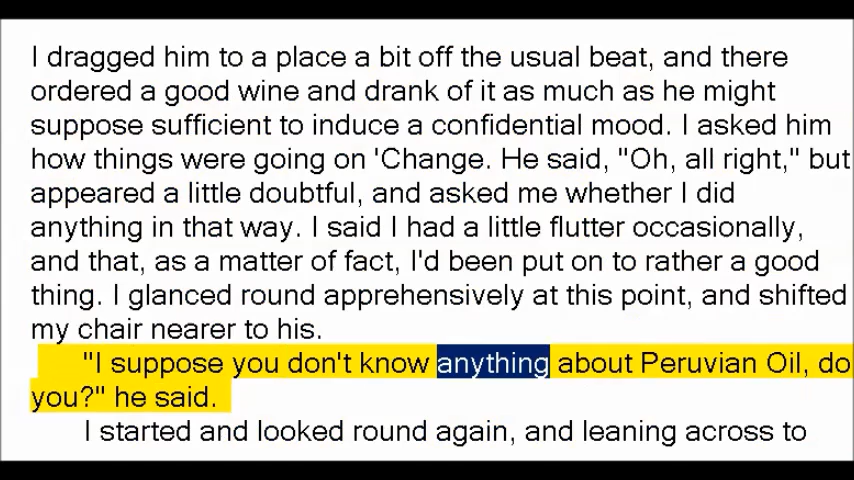 I dragged him to a place a bit off the usual beat, and there
ordered a good wine and drank of it as much as he might
suppose sufficient to induce a confidential mood. I asked him
how things were going on 'Change. He said, "Oh, all right," but
appeared a little doubtful, and asked me whether I did
anything in that way. I said I had a little flutter occasionally,
and that, as a matter of fact, I'd been put on to rather a good
thing. I glanced round apprehensively at this point, and shifted
my chair nearer to his.
"I suppose you don't know anything about Peruvian Oil, do
you?" he said.
I started and looked round again, and leaning across to